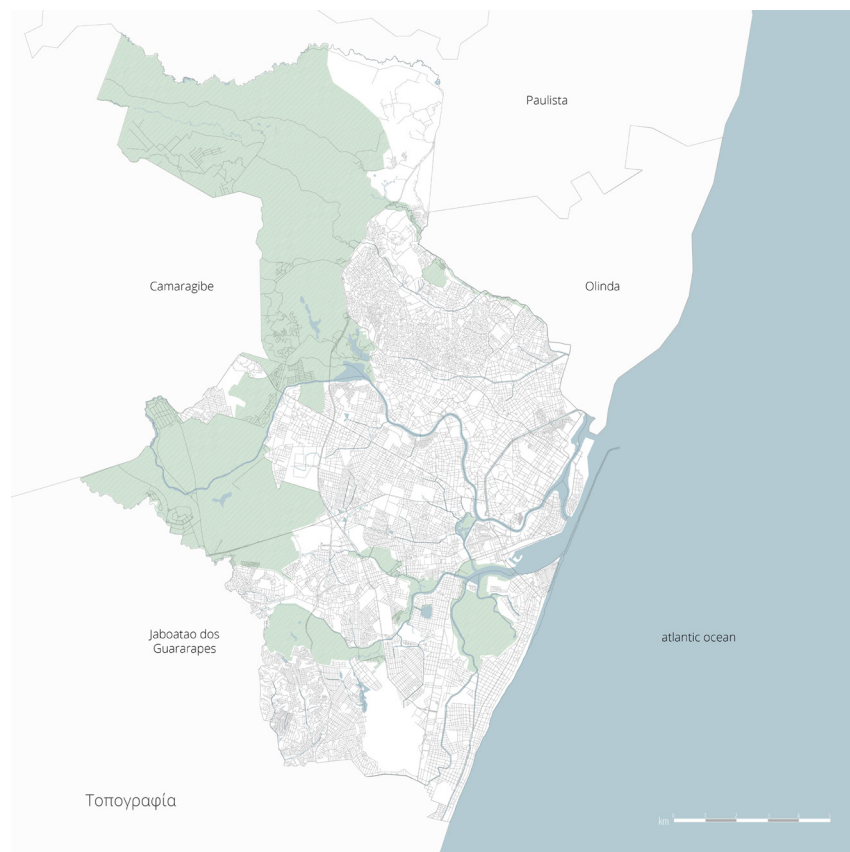 Paulista
Camaragibe
Olinda
Jaboatao dos
Guararapes
atlantic ocean
Τοπογραφία
km